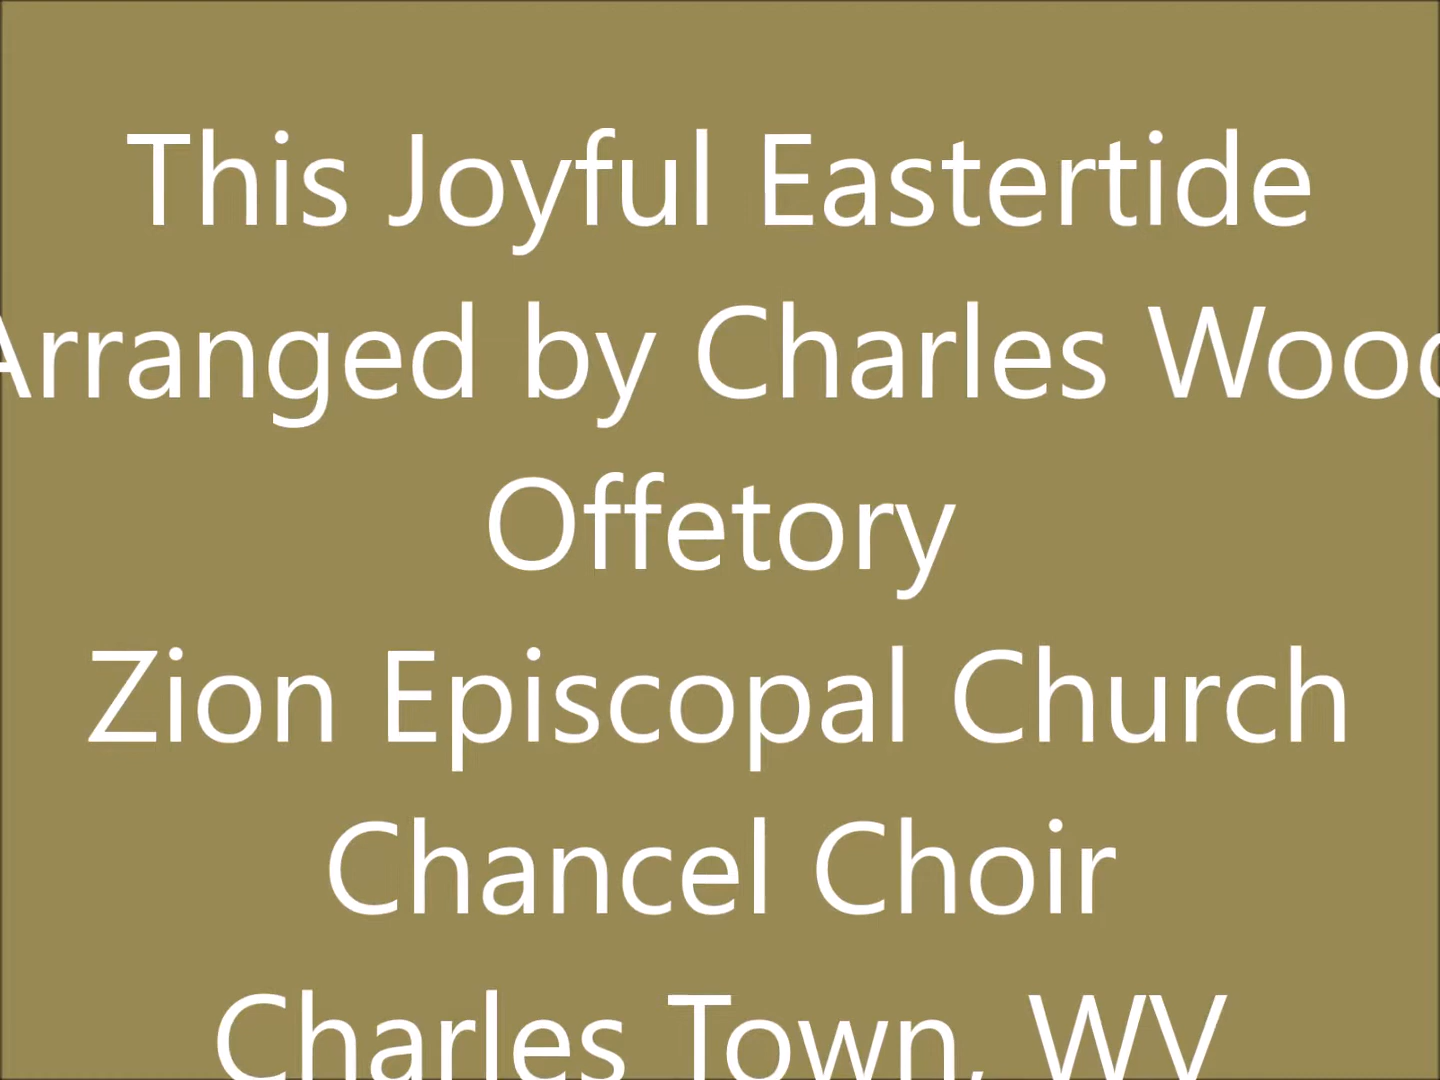 This Joyful Eastertide
Arranged by Charles Wood
Offetory
Zion Episcopal Church
Chancel Choir
Charles Town, WV